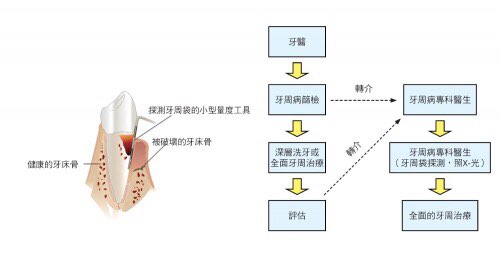 探測牙周袋的小型量度工具
被破壞的牙床骨
健康的牙床骨
牙醫
牙周病篩檢
轉介
牙周病專科醫生
深層洗牙或
全面牙周治療
轉介
牙周病專科醫生
（牙周袋探測，照X-光）
評估
全面的牙周治療